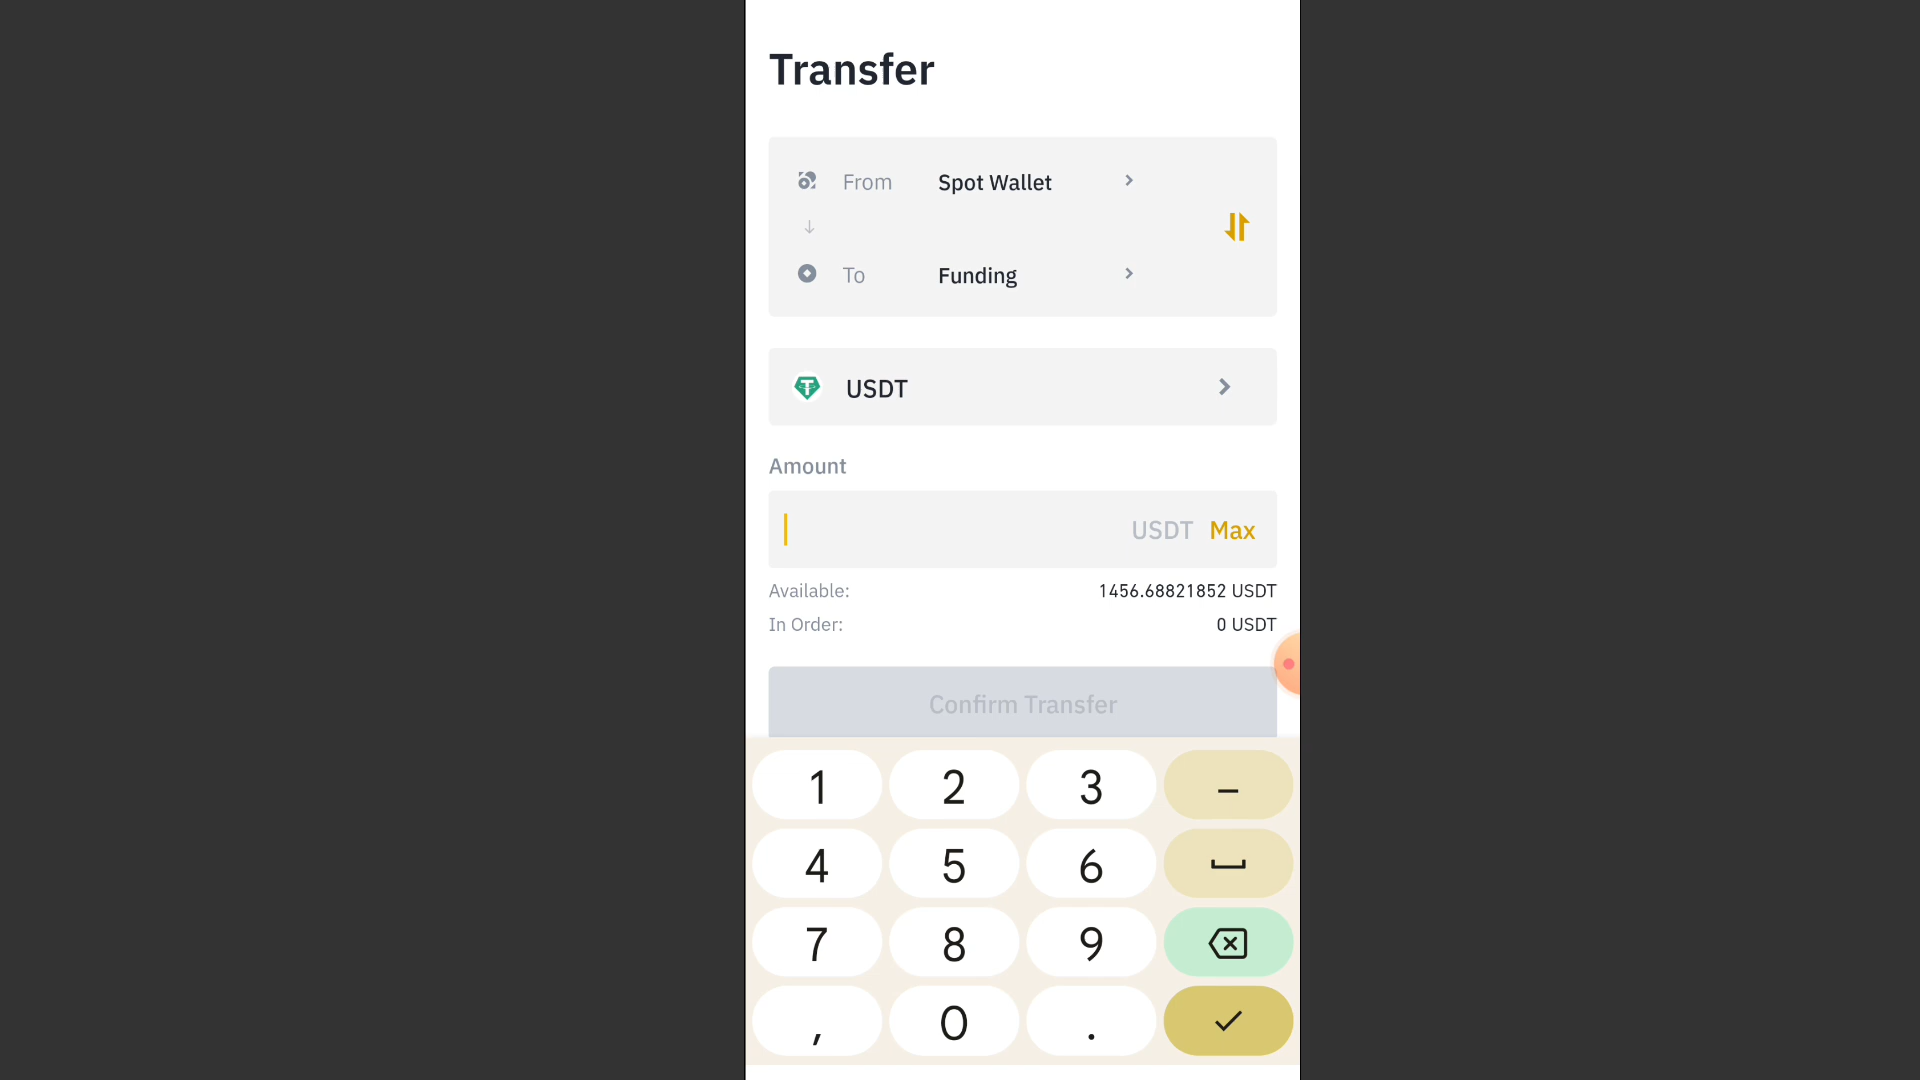 Transfer
From Spot Wallet
To Funding
USDT
Amount
USDT Max
Available: 1456.68821852 USDT
In Order: 0 USDT
Confirm Transfer
1 2 3 –
4 5 6
7 8 9
, 0 .